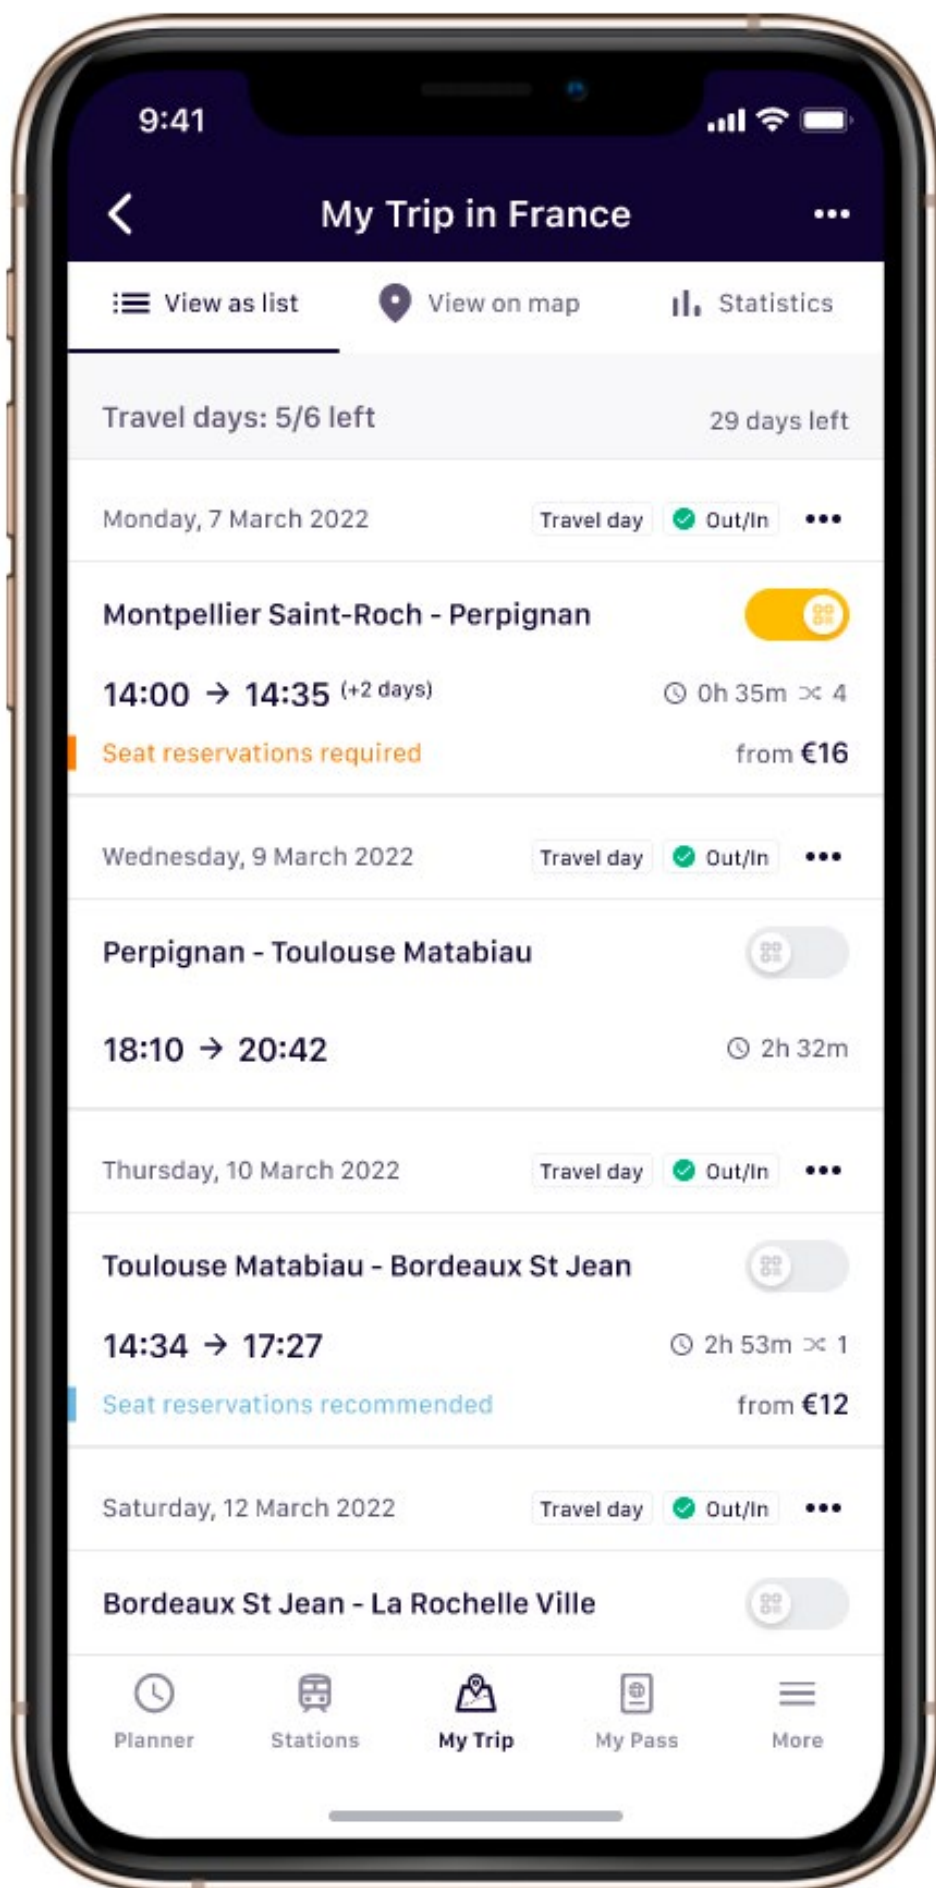 9:41
My Trip in France
View as list View on map Statistics
Travel days: 5/6 left 29 days left
Monday, 7 March 2022 Travel day Out/In
Montpellier Saint-Roch - Perpignan
14:00 → 14:35 (+2 days) 0h 35m 4
Seat reservations required from €16
Wednesday, 9 March 2022 Travel day Out/In
Perpignan - Toulouse Matabiau
18:10 → 20:42 2h 32m
Thursday, 10 March 2022 Travel day Out/In
Toulouse Matabiau - Bordeaux St Jean
14:34 → 17:27 2h 53m 1
Seat reservations recommended from €12
Saturday, 12 March 2022 Travel day Out/In
Bordeaux St Jean - La Rochelle Ville
Planner Stations My Trip My Pass More